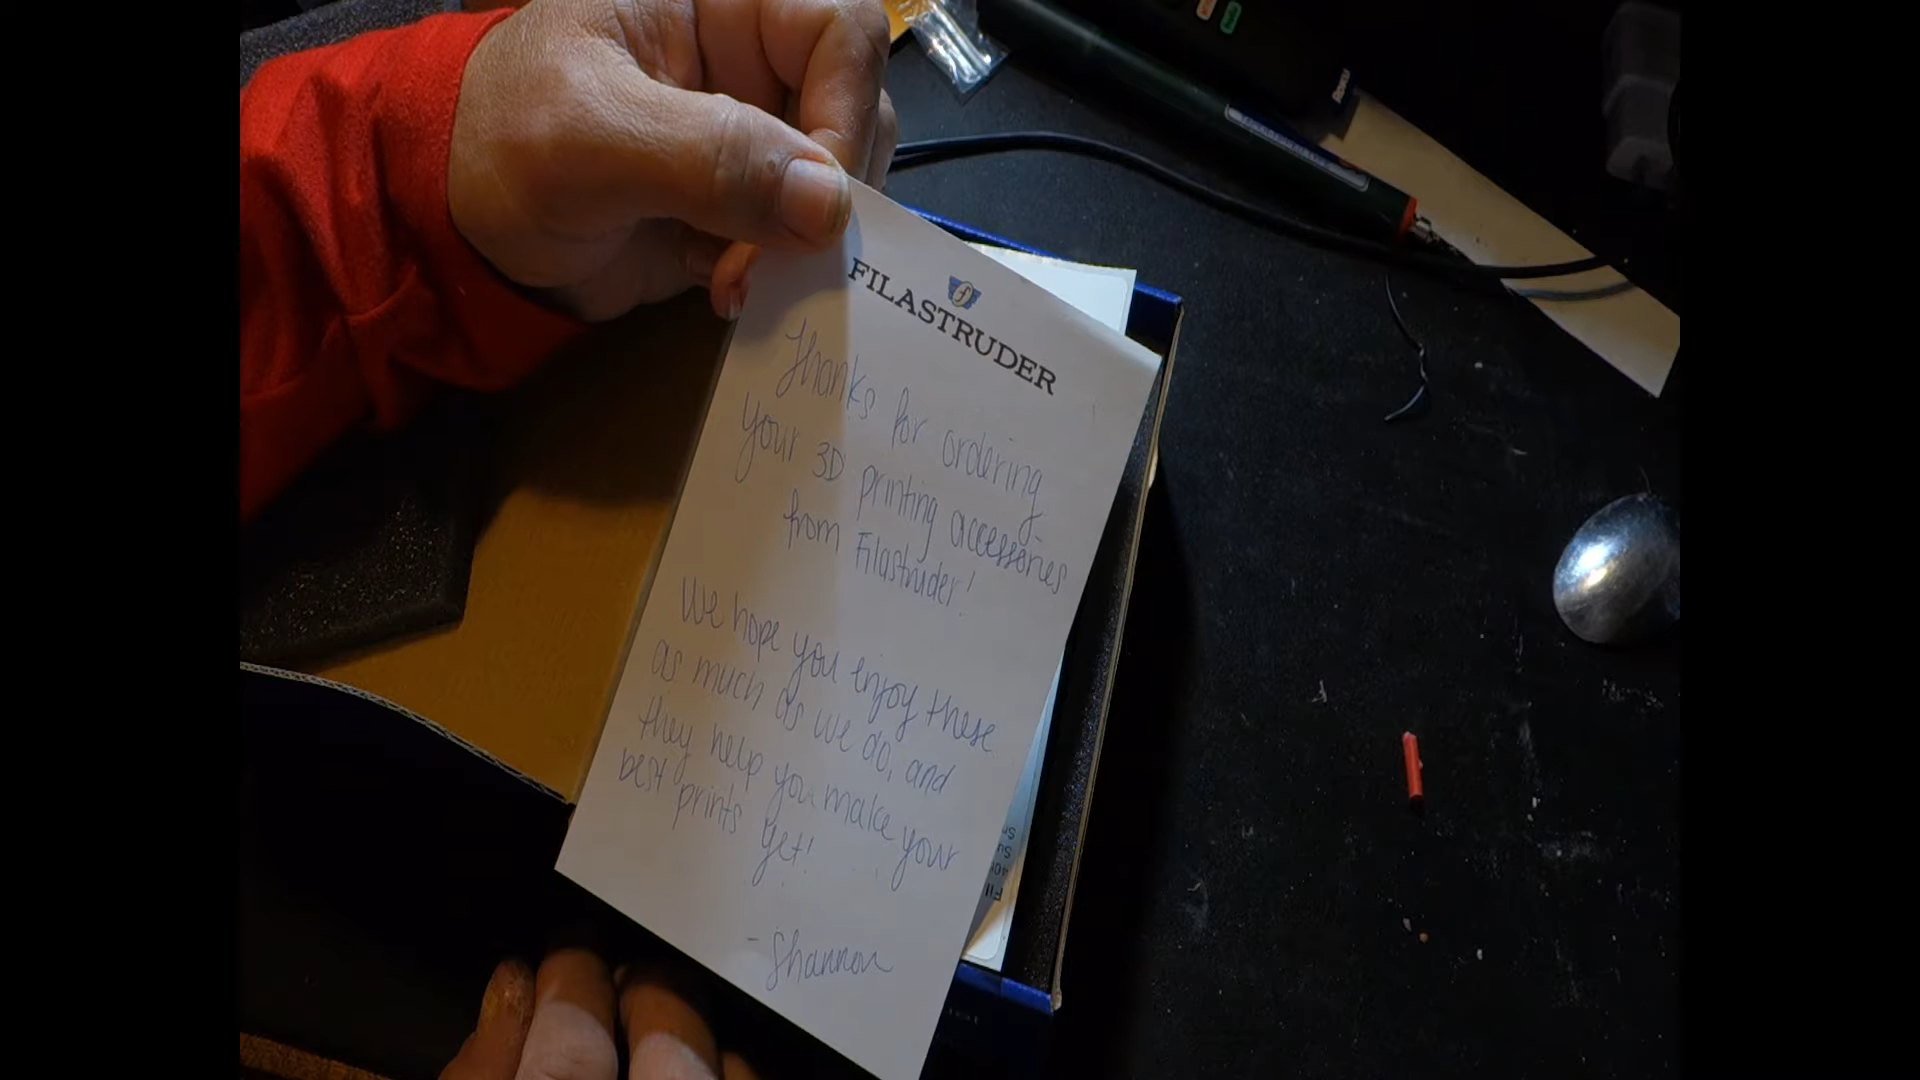 FILASTRUDER
Thanks for ordering
your 3D printing accessories
from Filastruder!
We hope you enjoy these
as much as we do, and
they help you make your
best prints yet!
- Shannon
Roku